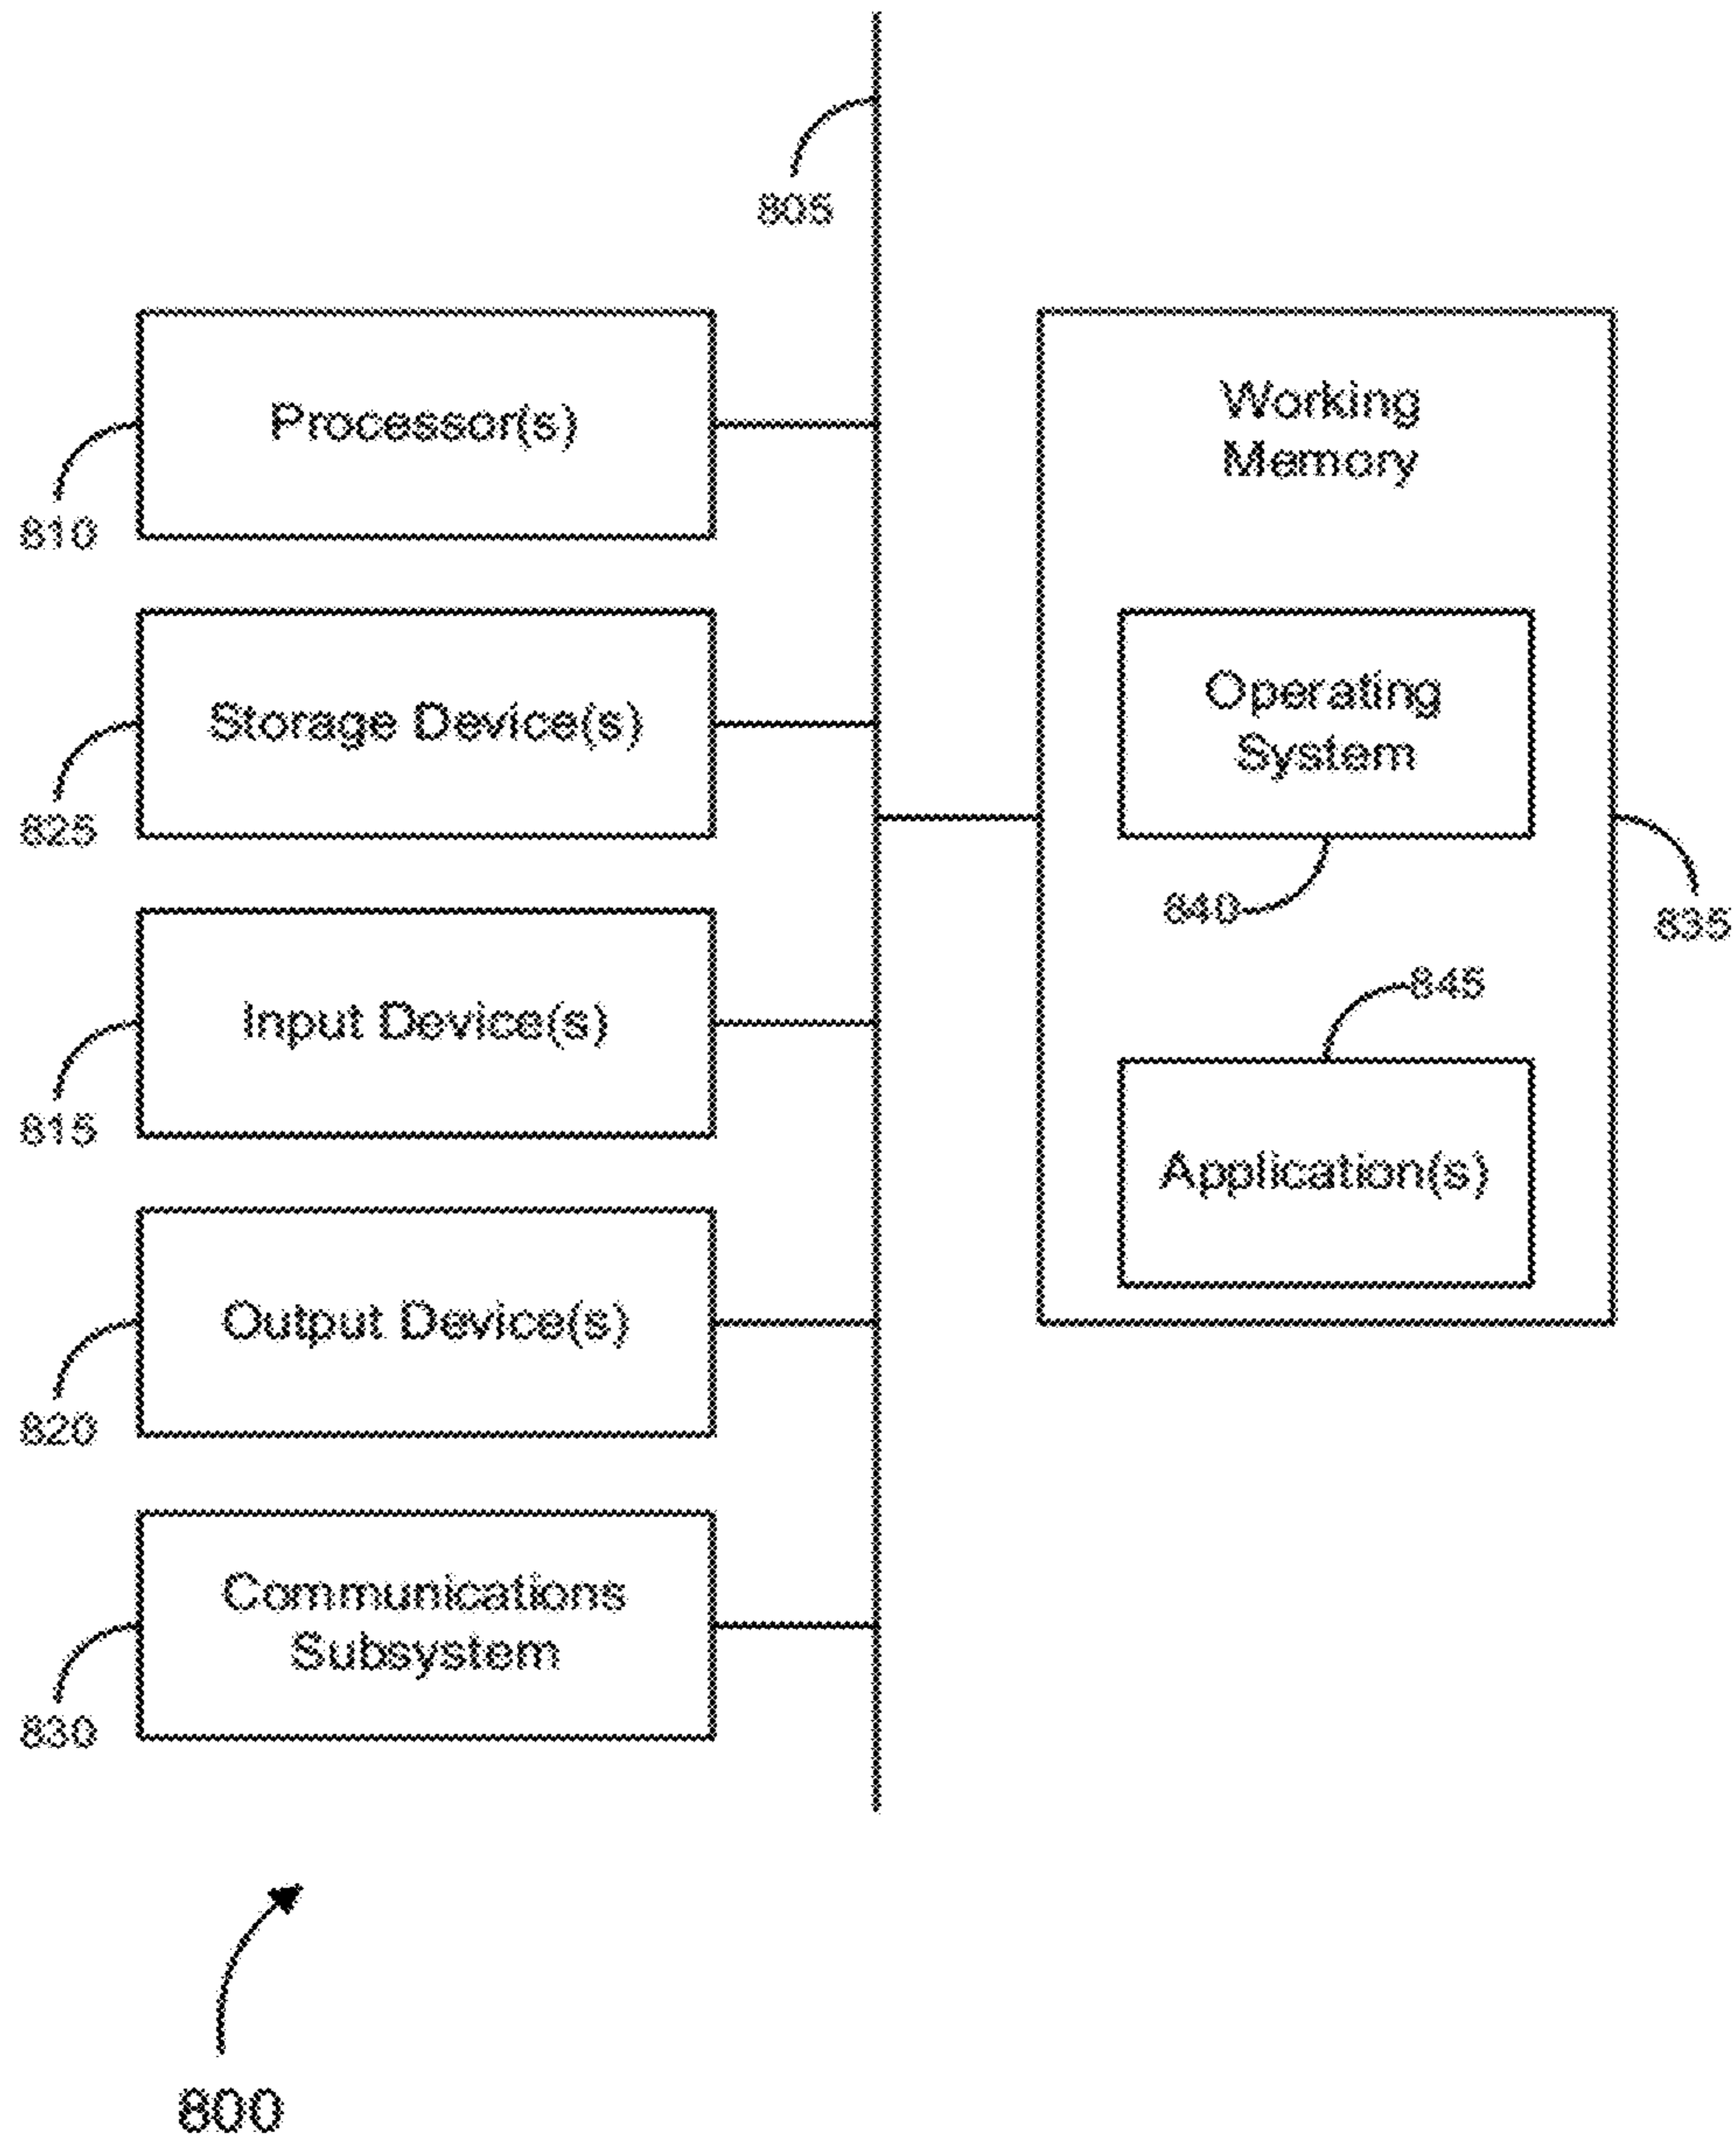 805
Processor(s)
810
Storage Device(s)
825
Input Device(s)
815
Output Device(s)
820
Communications
Subsystem
830
Working
Memory
Operating
System
840
835
845
Application(s)
800